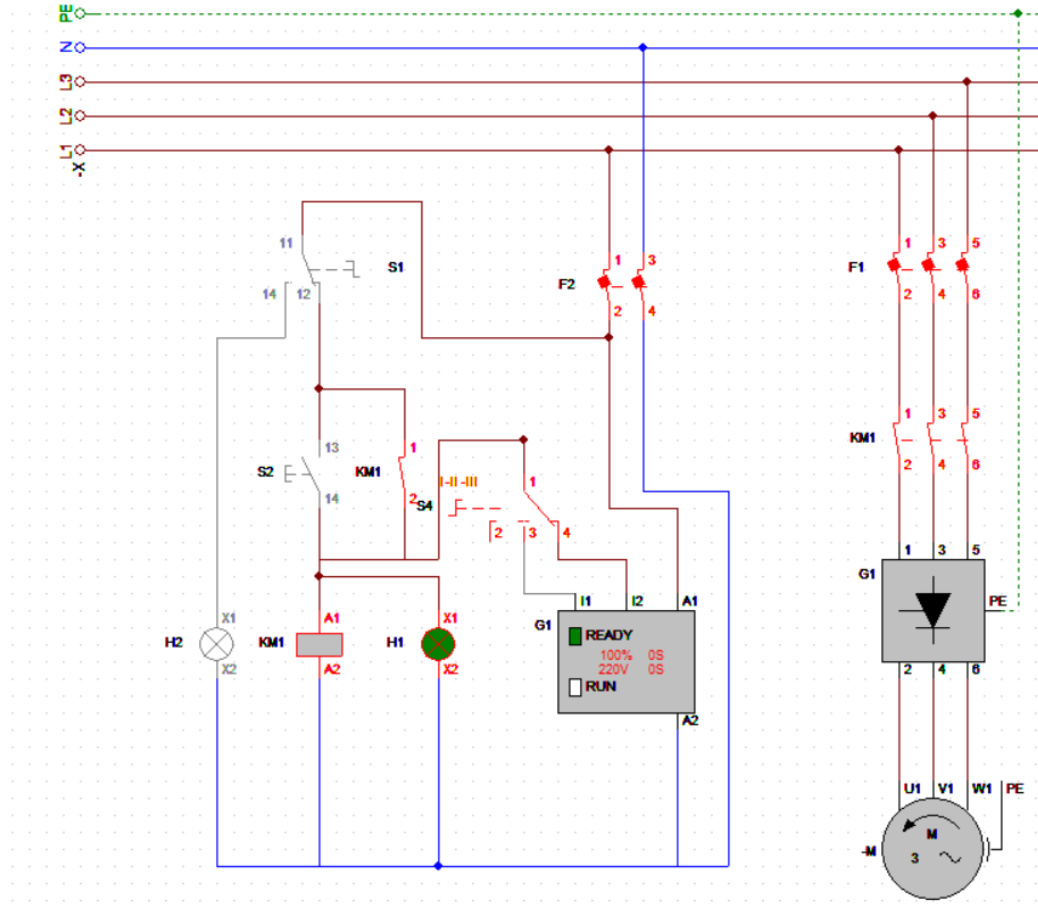 PE
N
L3
L2
L1
-X
11
S1
14 12
1 3
F2
2 4
1 3 5
F1
2 4 6
13
S2
14
1
KM1
2
I-II-III
S4
1
2 3 4
1 3 5
KM1
2 4 6
1 3 5
G1
PE
2 4 6
I1 I2 A1
G1
READY
100% 0S
220V 0S
RUN
A2
X1
H2
X2
A1
KM1
A2
X1
H1
X2
U1 V1 W1 PE
-M
M
3